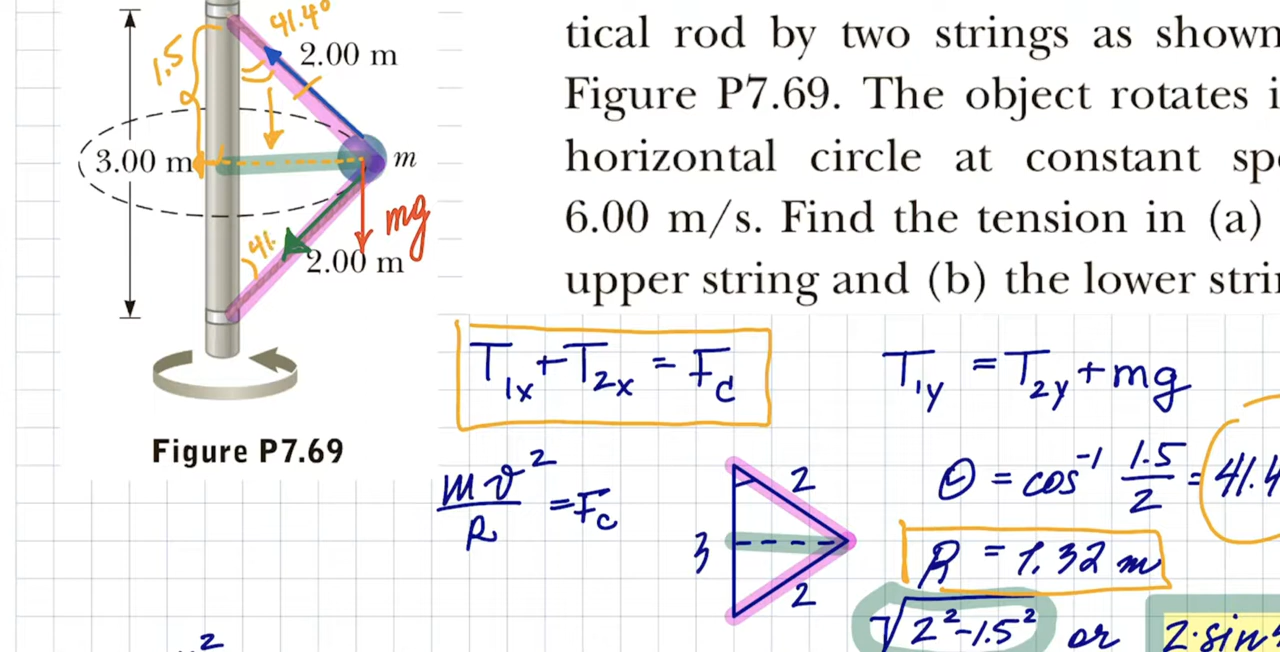 41.4°
1.5
2.00 m
3.00 m
m
mg
41.
2.00 m
Figure P7.69
tical rod by two strings as shown
Figure P7.69. The object rotates i
horizontal circle at constant sp
6.00 m/s. Find the tension in (a)
upper string and (b) the lower stri
T1x + T2x = Fc
T1y = T2y + mg
mv²/R = Fc
2
3
2
θ = cos⁻¹ 1.5/2 = 41.4
R = 1.32 m
√2²-1.5² or 2·sin
2